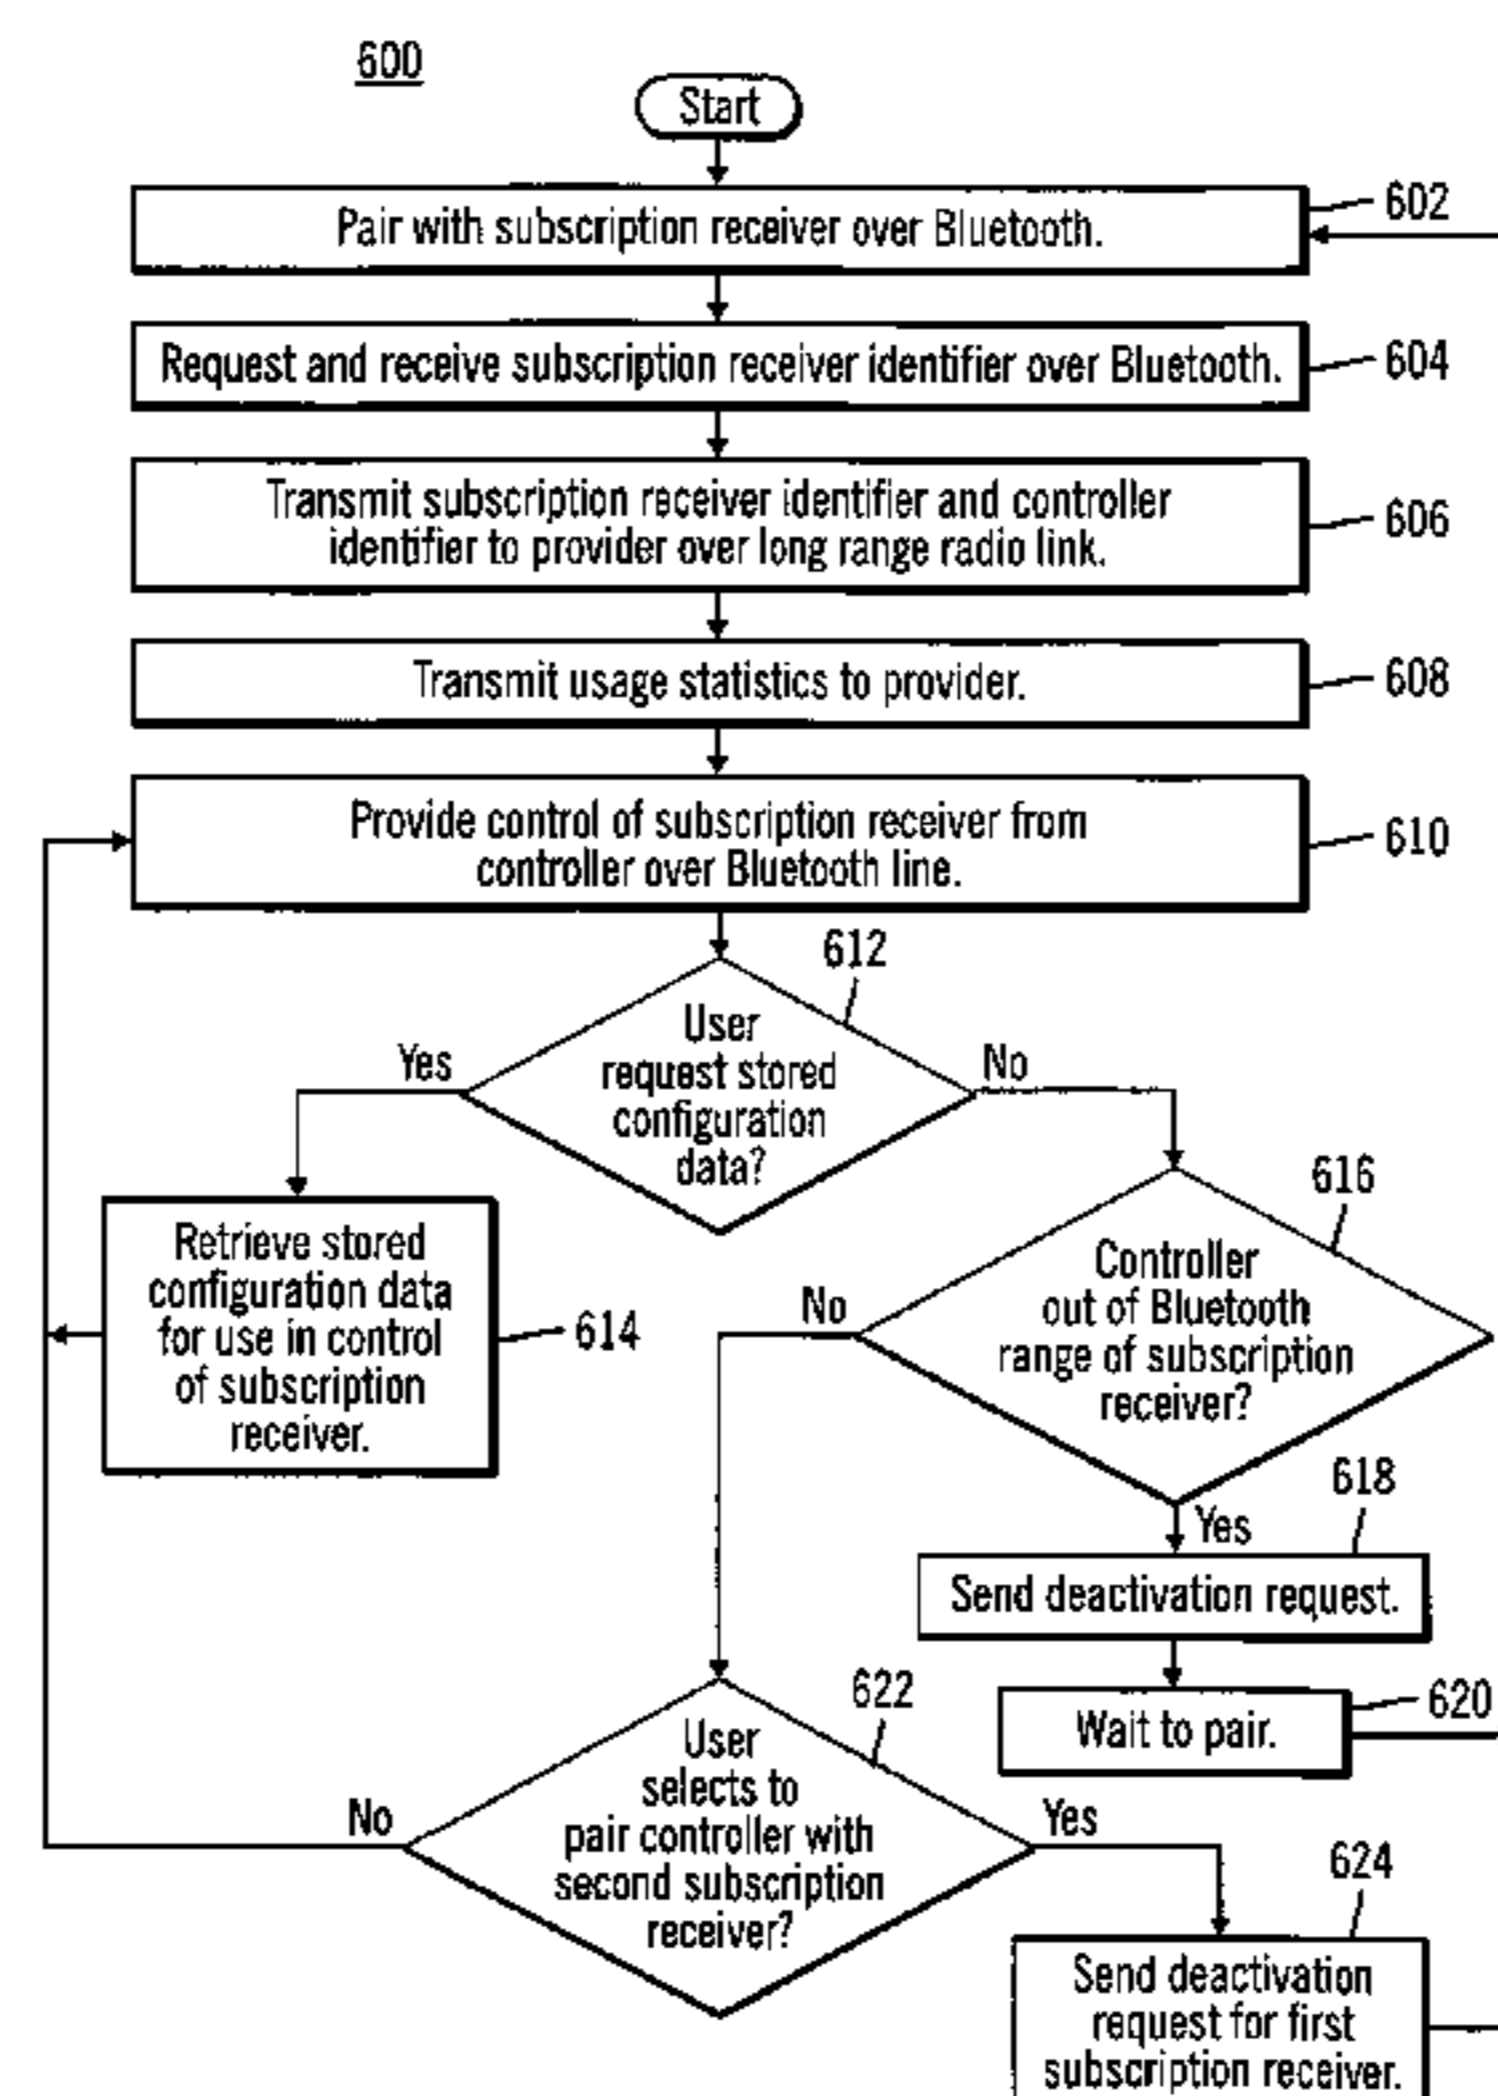 600
Start
Pair with subscription receiver over Bluetooth.
602
Request and receive subscription receiver identifier over Bluetooth.
604
Transmit subscription receiver identifier and controller
identifier to provider over long range radio link.
606
Transmit usage statistics to provider.
608
Provide control of subscription receiver from
controller over Bluetooth line.
610
612
User
request stored
configuration
data?
Yes
No
Retrieve stored
configuration data
for use in control
of subscription
receiver.
614
616
Controller
out of Bluetooth
range of subscription
receiver?
No
Yes
618
Send deactivation request.
Wait to pair.
620
622
User
selects to
pair controller with
second subscription
receiver?
No
Yes
624
Send deactivation
request for first
subscription receiver.